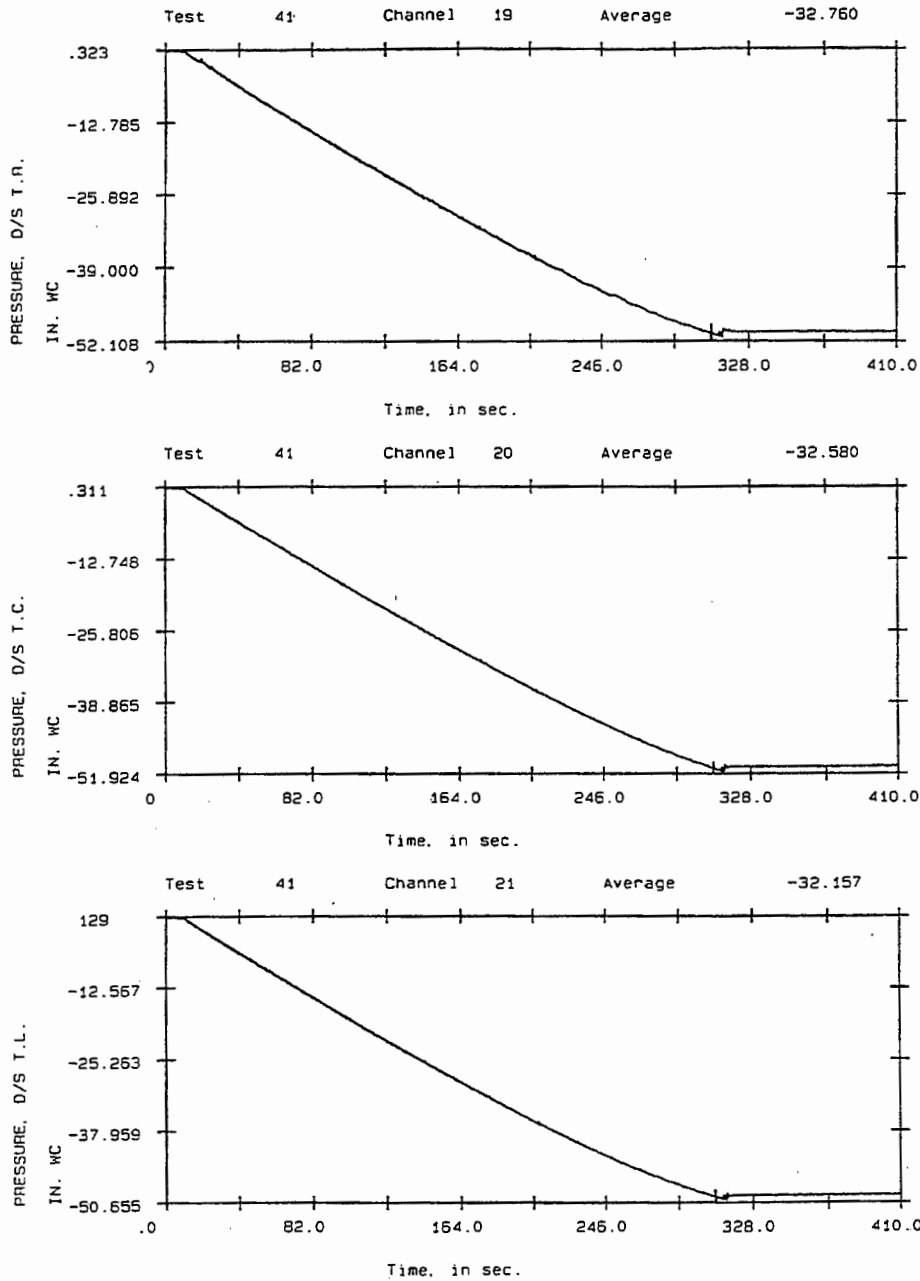 Test 41 Channel 19 Average -32.760
PRESSURE, D/S T.R.
IN. WC
.323
-12.785
-25.892
-39.000
-52.108
82.0 164.0 246.0 328.0 410.0
Time, in sec.
Test 41 Channel 20 Average -32.580
PRESSURE, D/S T.C.
IN. WC
.311
-12.748
-25.806
-38.865
-51.924
0 82.0 164.0 246.0 328.0 410.0
Time, in sec.
Test 41 Channel 21 Average -32.157
PRESSURE, D/S T.L.
IN. WC
129
-12.567
-25.263
-37.959
-50.655
.0 82.0 164.0 246.0 328.0 410.0
Time, in sec.